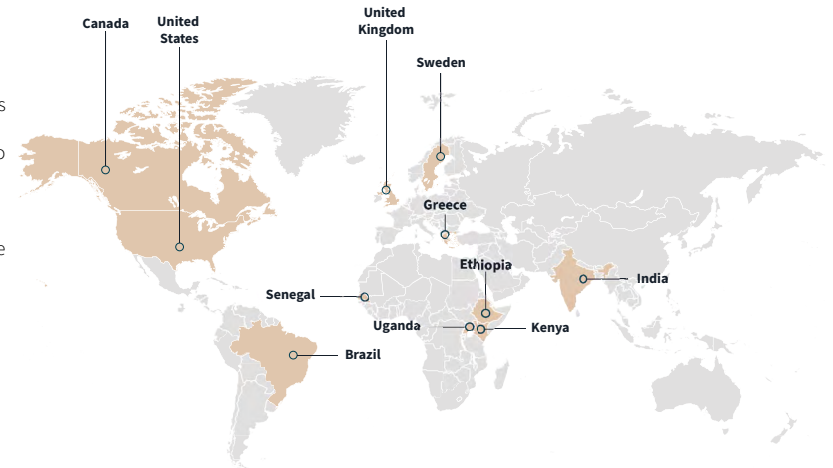 Canada
United
States
United
Kingdom
Sweden
Greece
Ethiopia
Senegal
India
Uganda
Kenya
Brazil